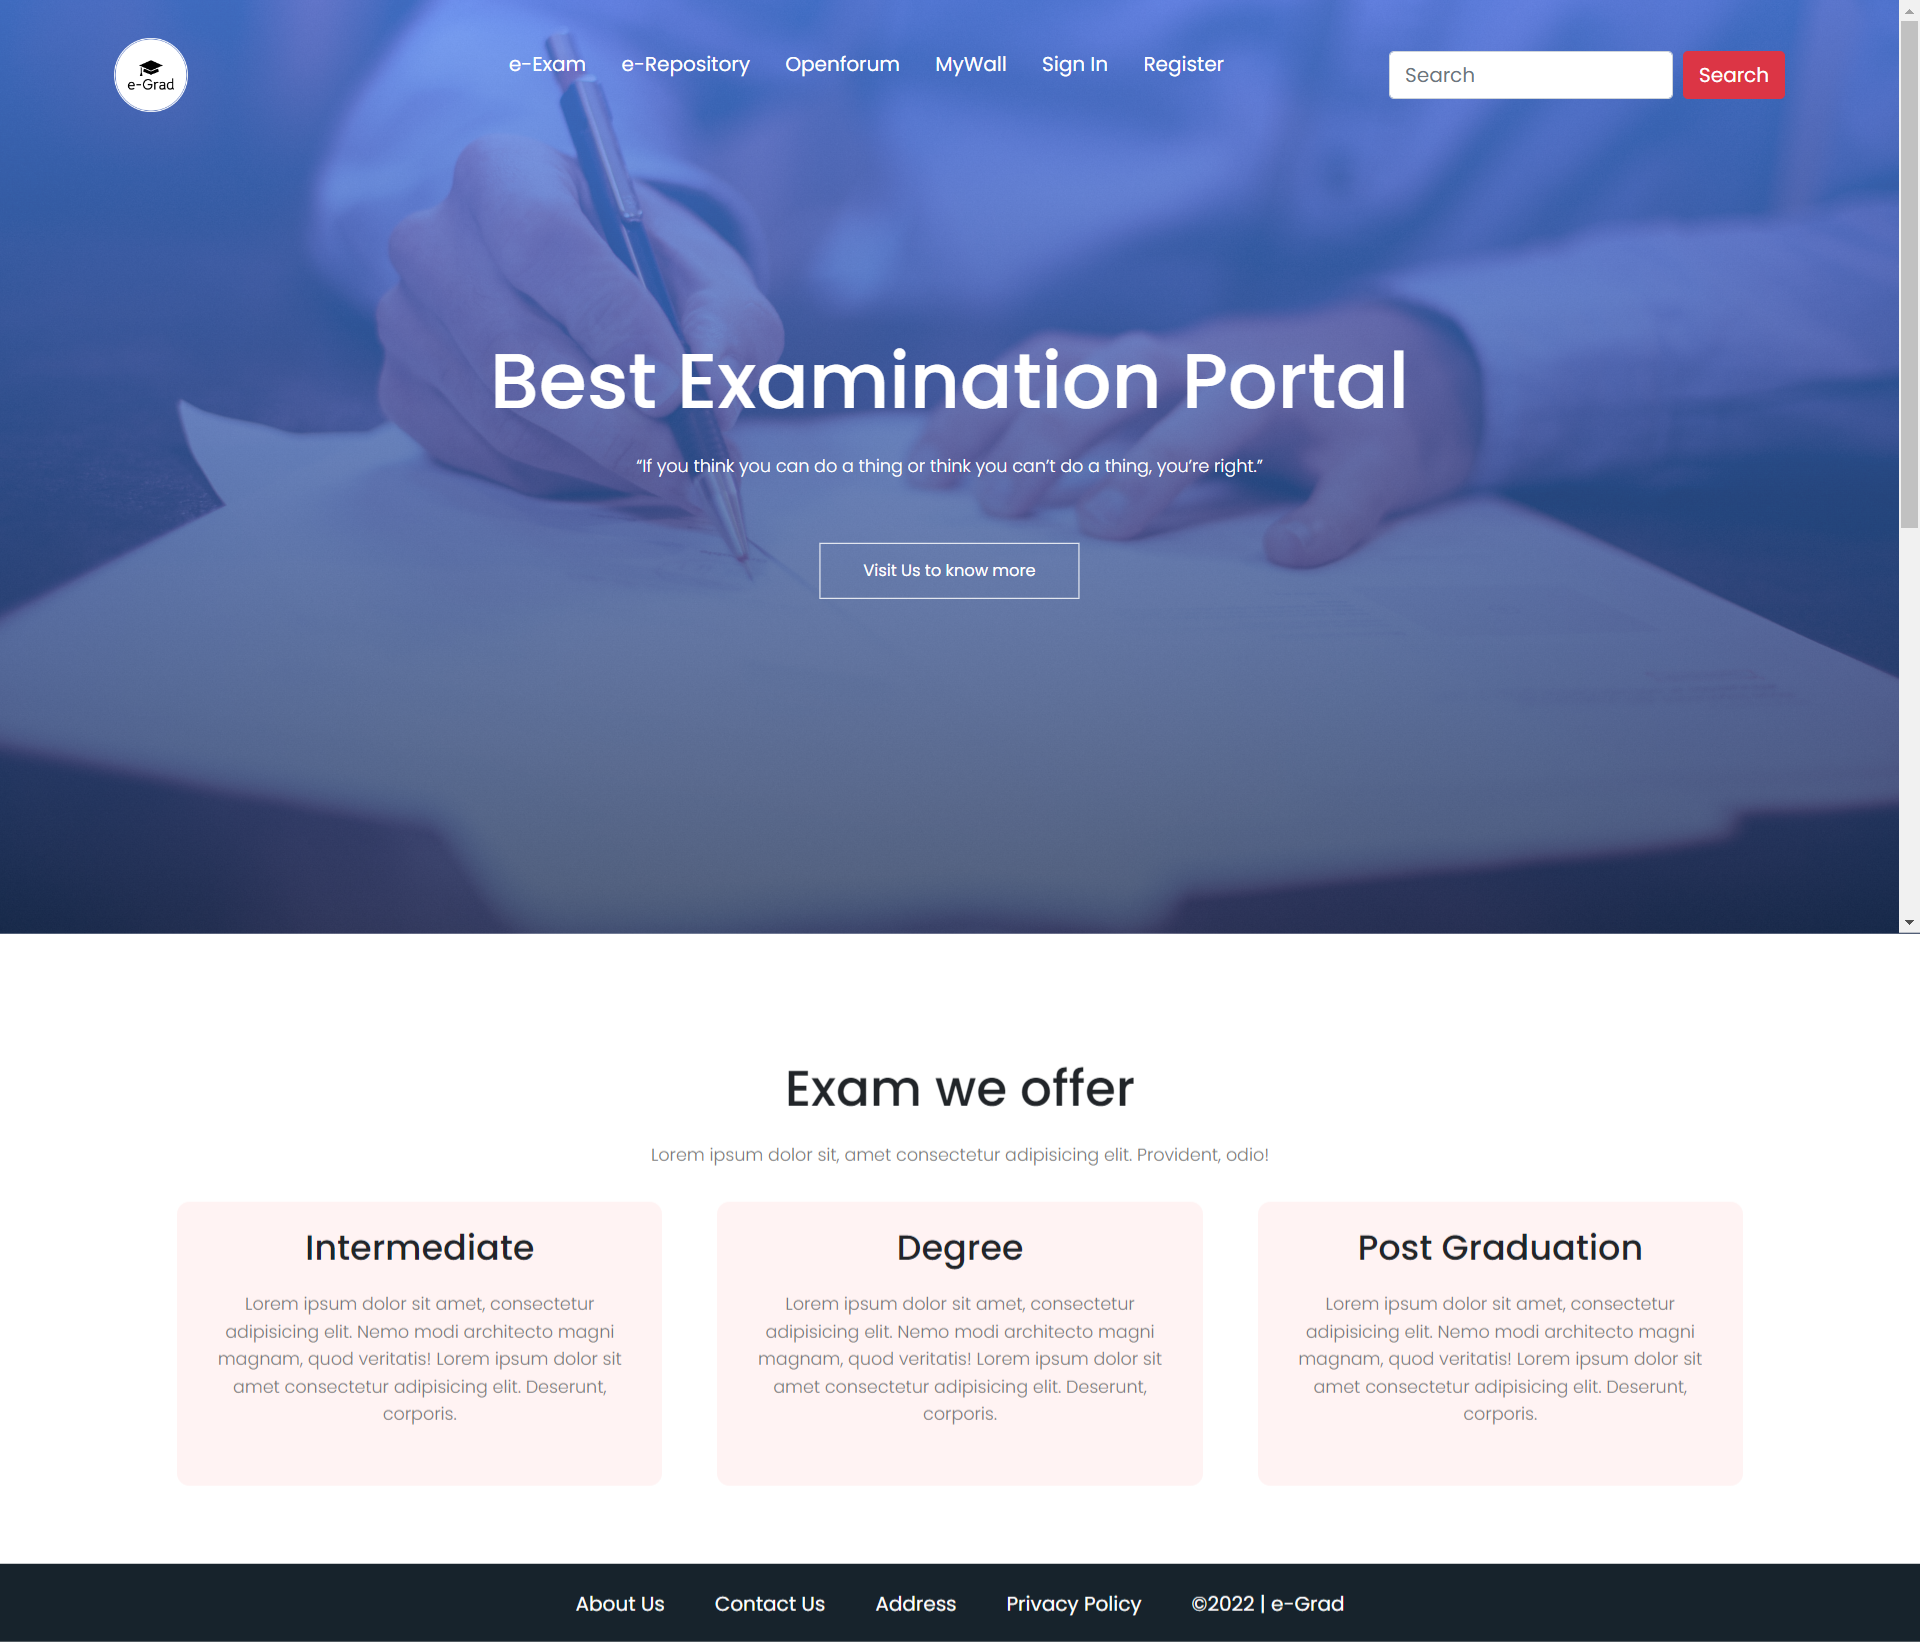 e-Grad
e-Exam e-Repository Openforum MyWall Sign In Register
Search Search
Best Examination Portal
“If you think you can do a thing or think you can’t do a thing, you’re right.”
Visit Us to know more
Exam we offer
Lorem ipsum dolor sit, amet consectetur adipisicing elit. Provident, odio!
Intermediate
Lorem ipsum dolor sit amet, consectetur
adipisicing elit. Nemo modi architecto magni
magnam, quod veritatis! Lorem ipsum dolor sit
amet consectetur adipisicing elit. Deserunt,
corporis.
Degree
Lorem ipsum dolor sit amet, consectetur
adipisicing elit. Nemo modi architecto magni
magnam, quod veritatis! Lorem ipsum dolor sit
amet consectetur adipisicing elit. Deserunt,
corporis.
Post Graduation
Lorem ipsum dolor sit amet, consectetur
adipisicing elit. Nemo modi architecto magni
magnam, quod veritatis! Lorem ipsum dolor sit
amet consectetur adipisicing elit. Deserunt,
corporis.
About Us Contact Us Address Privacy Policy ©2022 | e-Grad